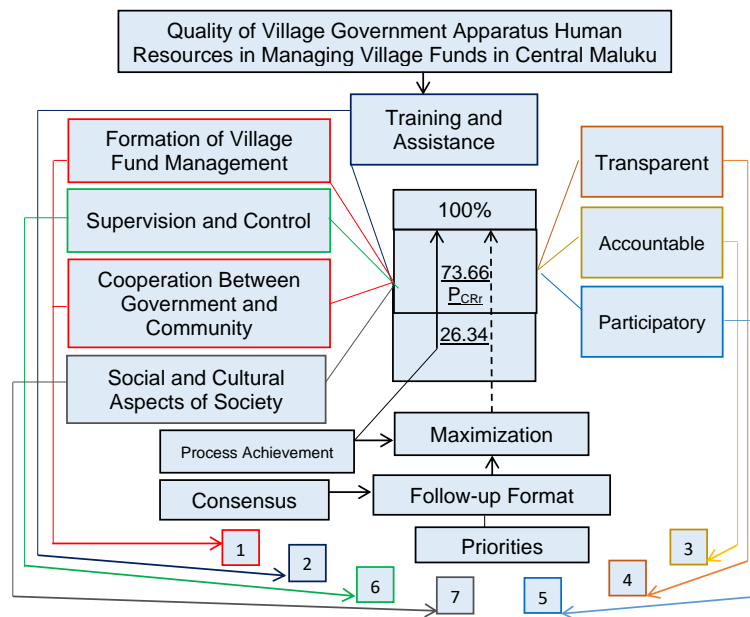 Quality of Village Government Apparatus Human
Resources in Managing Village Funds in Central Maluku
Training and
Assistance
Formation of Village
Fund Management
Supervision and Control
Cooperation Between
Government and
Community
Social and Cultural
Aspects of Society
100%
73.66
PCRr
26.34
Transparent
Accountable
Participatory
Process Achievement
Maximization
Consensus
Follow-up Format
Priorities
1
2
6
7
5
4
3